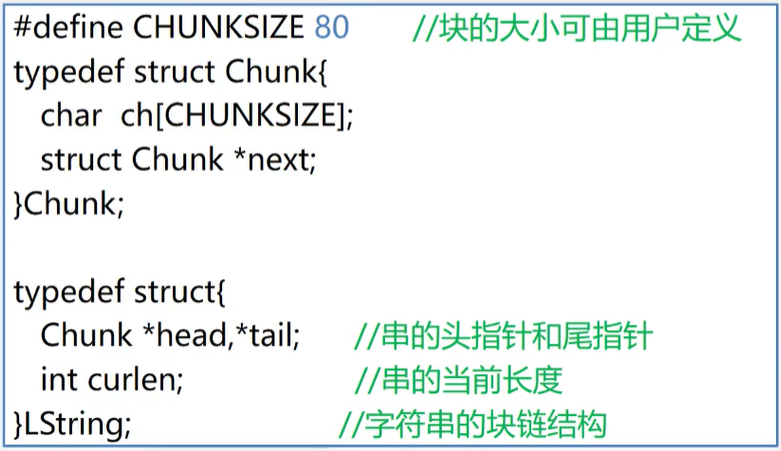 #define CHUNKSIZE 80 //块的大小可由用户定义
typedef struct Chunk{
char ch[CHUNKSIZE];
struct Chunk *next;
}Chunk;
typedef struct{
Chunk *head,*tail; //串的头指针和尾指针
int curlen; //串的当前长度
}LString; //字符串的块链结构